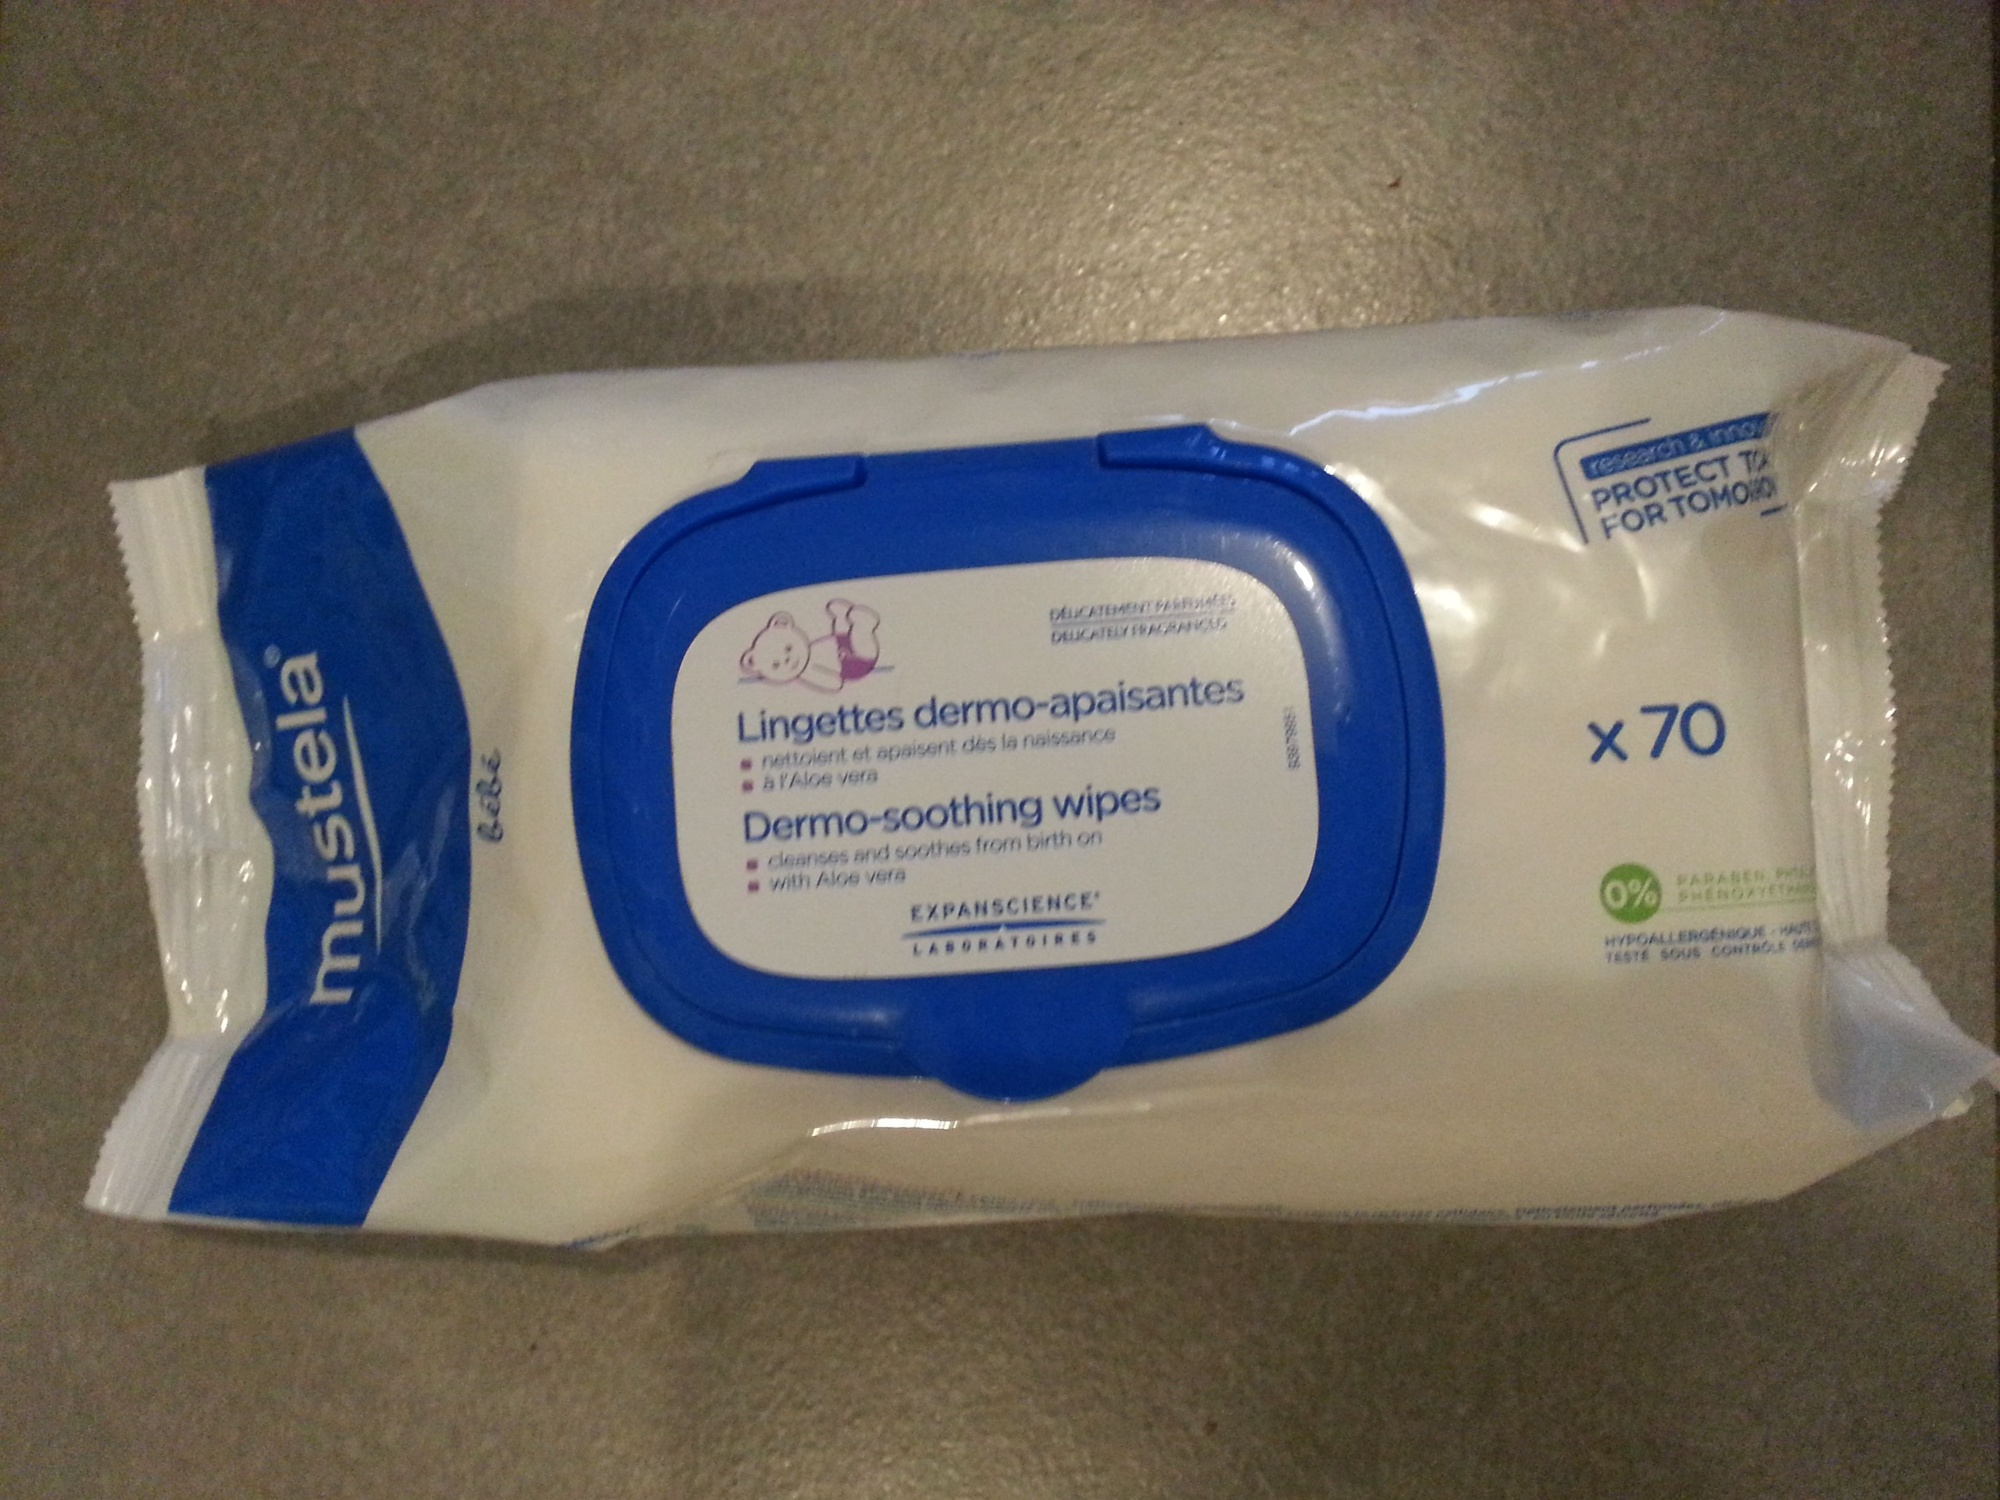 mustela®
bébé
DÉLICATEMENT PARFUMÉES
DELICATELY FRAGRANCED
Lingettes dermo-apaisantes
nettoient et apaisent dès la naissance
à l'Aloe vera
Dermo-soothing wipes
cleanses and soothes from birth on
with Aloe vera
EXPANSCIENCE®
LABORATOIRES
research & inno
PROTECT TO
FOR TOMO
x 70
0%
PARABEN,
HYPOALLERGÉNIQUE -
TESTÉ SOUS CONTRÔLE